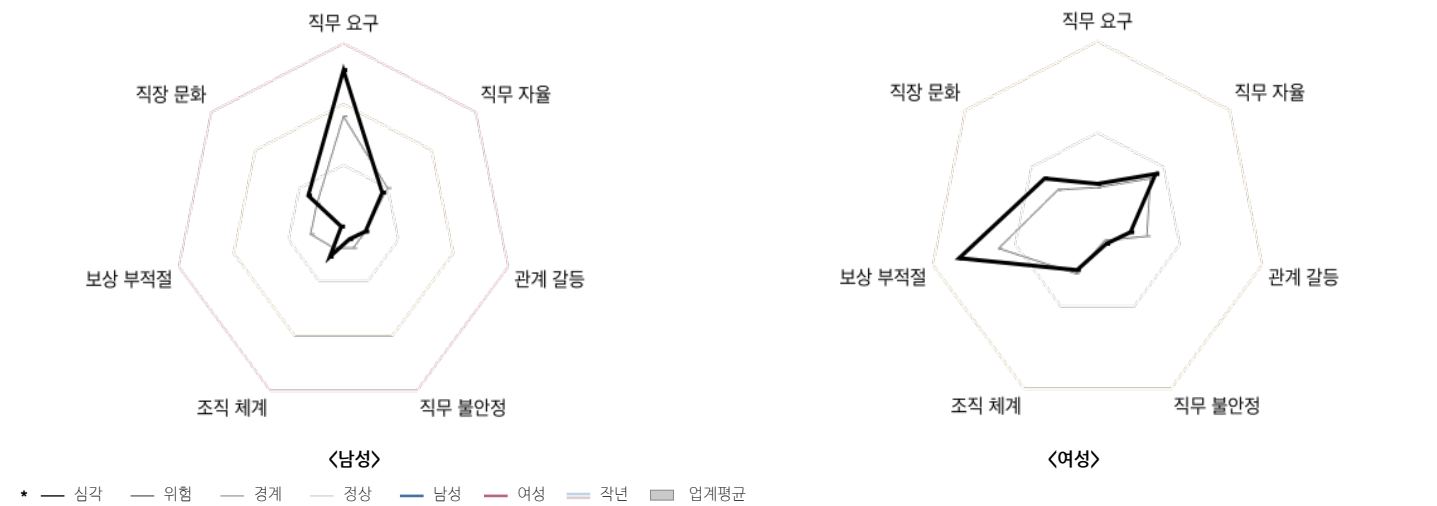 직무 요구
직장 문화
직무 자율
보상 부적절
관계 갈등
조직 체계
직무 불안정
<남성>
직무 요구
직장 문화
직무 자율
보상 부적절
관계 갈등
조직 체계
직무 불안정
<여성>
* 심각 위험 경계 정상 남성 여성 작년 업계평균